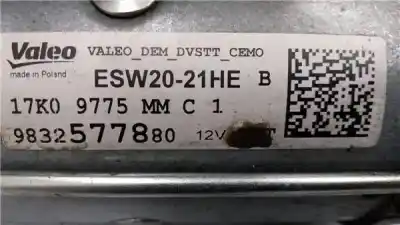 Valeo VALEO_DEM_DVSTT_CEMO
made in Poland ESW20-21HE B
17K0 9775 MM C 1
9832577880 12V